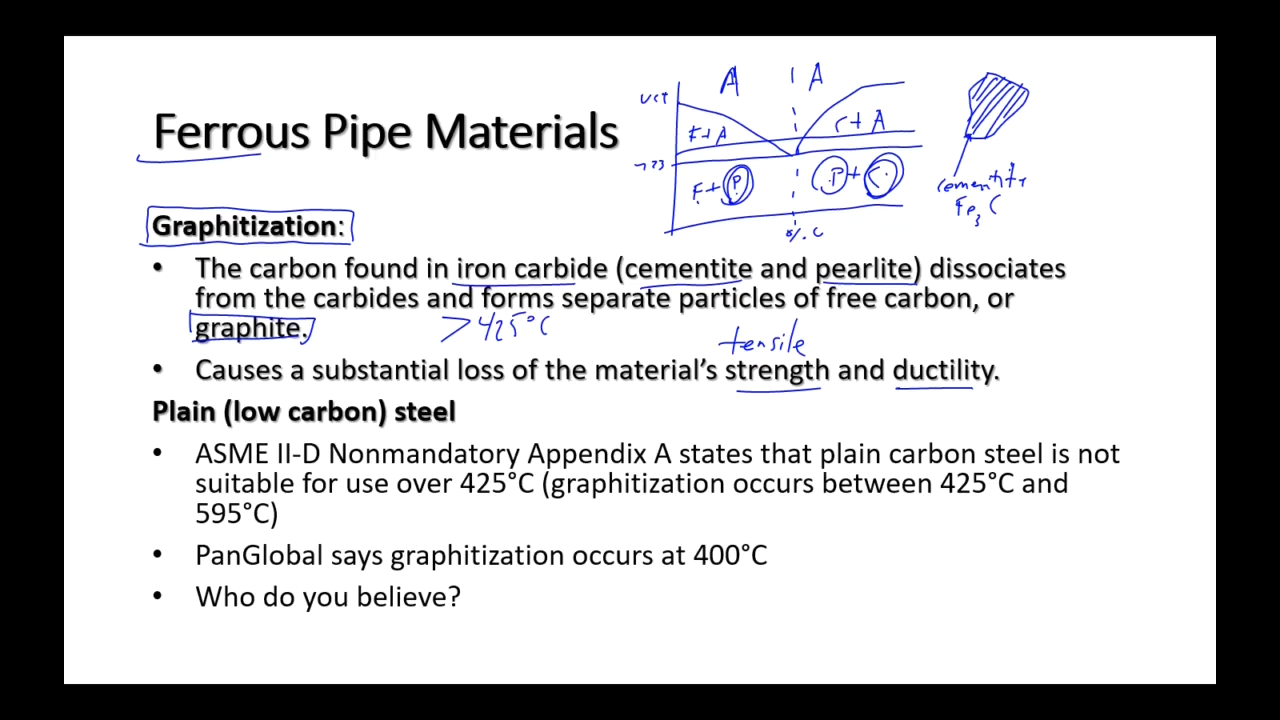 A A
UCT
Ferrous Pipe Materials
F+A C+A
723
F+P P+C
cementite
Fe3C
% C
Graphitization:
• The carbon found in iron carbide (cementite and pearlite) dissociates
from the carbides and forms separate particles of free carbon, or
graphite. >425°C
tensile
• Causes a substantial loss of the material’s strength and ductility.
Plain (low carbon) steel
• ASME II-D Nonmandatory Appendix A states that plain carbon steel is not
suitable for use over 425°C (graphitization occurs between 425°C and
595°C)
• PanGlobal says graphitization occurs at 400°C
• Who do you believe?